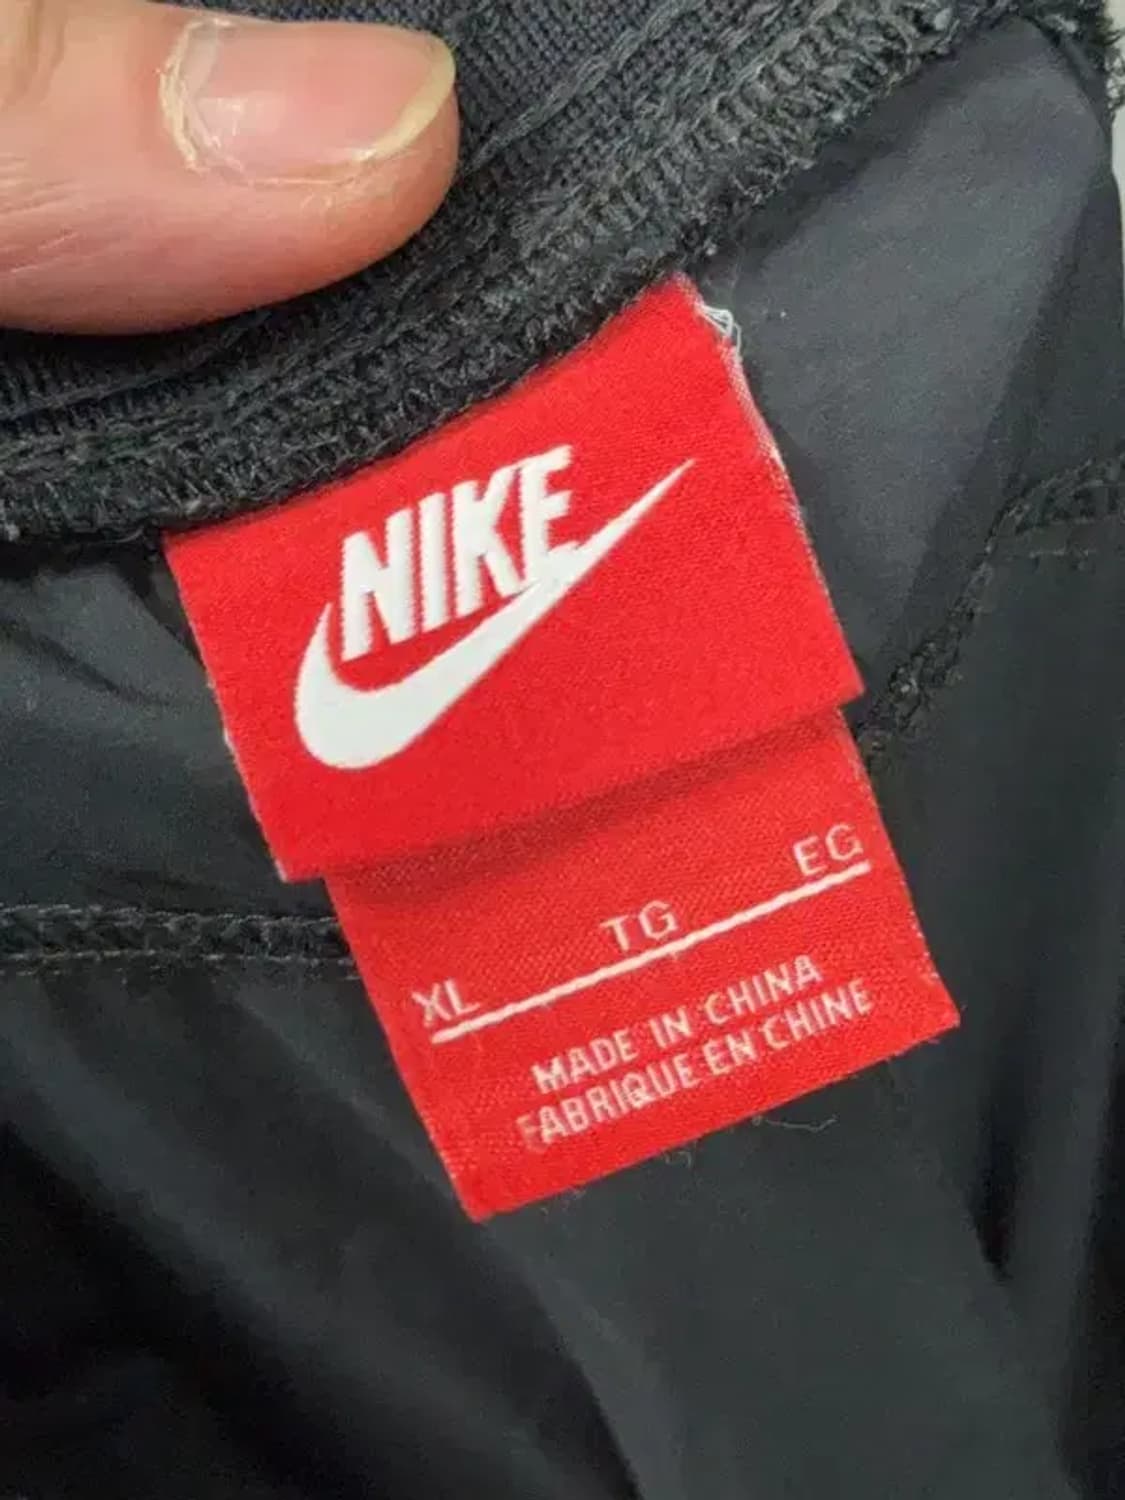 NIKE
XL TG EG
MADE IN CHINA
FABRIQUE EN CHINE